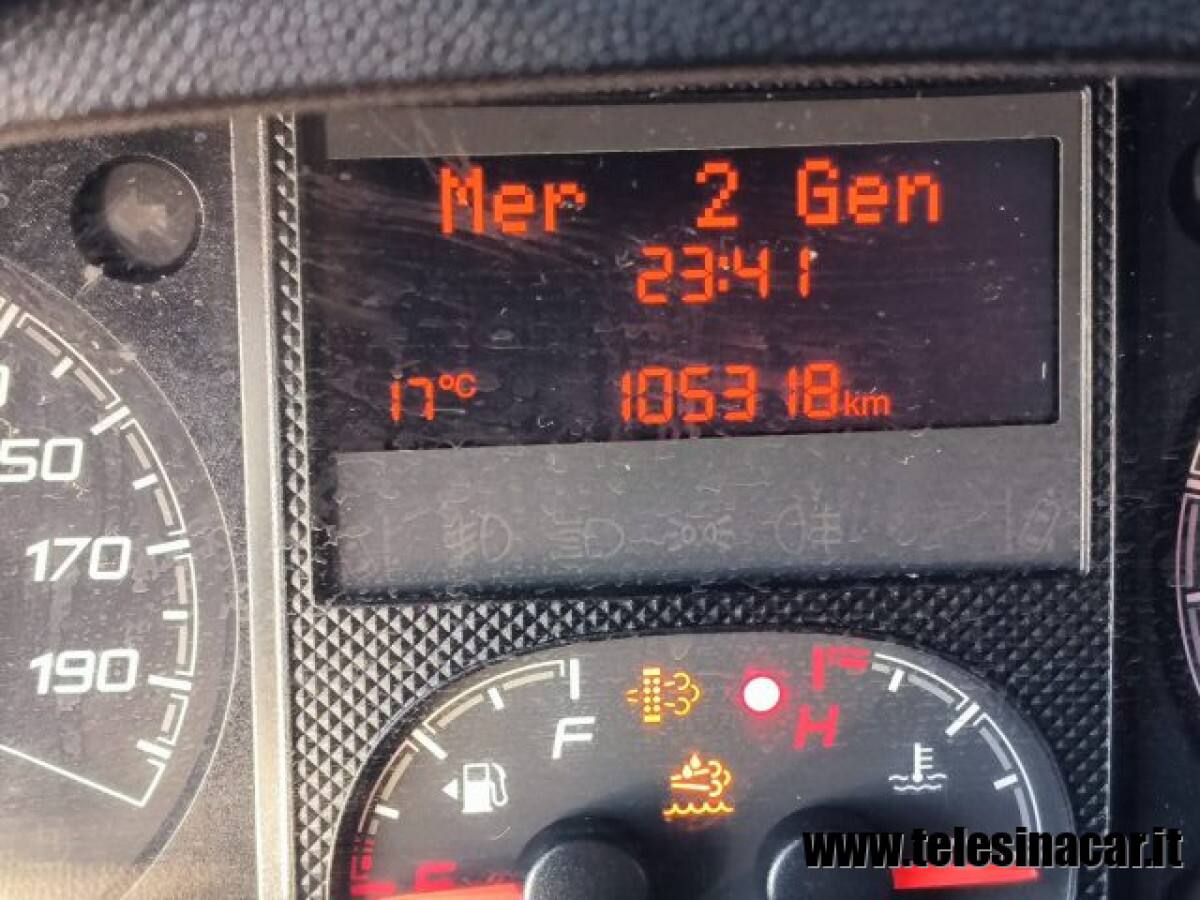 Mer 2 Gen
23:41
17°C 105318km
50
170
190
F
H
E
www.telesinacar.it